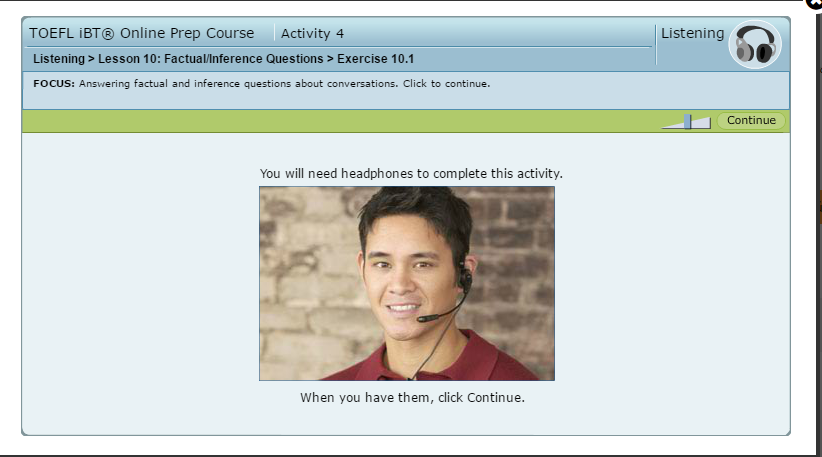 TOEFL iBT® Online Prep Course Activity 4 Listening
Listening > Lesson 10: Factual/Inference Questions > Exercise 10.1
FOCUS: Answering factual and inference questions about conversations. Click to continue.
Continue
You will need headphones to complete this activity.
When you have them, click Continue.